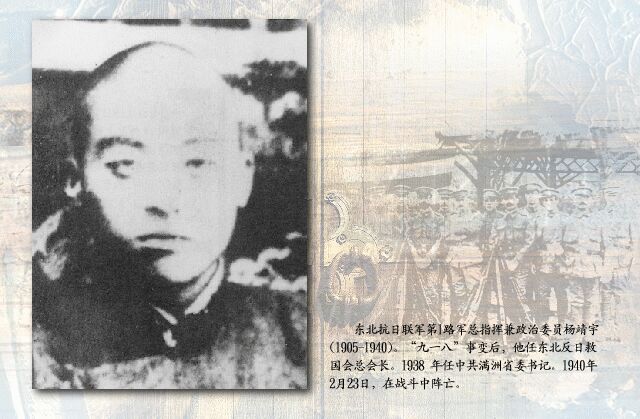 东北抗日联军第1路军总指挥兼政治委员杨靖宇
(1905-1940)。“九一八”事变后，他任东北反日救
国会总会长。1938 年任中共满洲省委书记。1940年
2月23日，在战斗中阵亡。